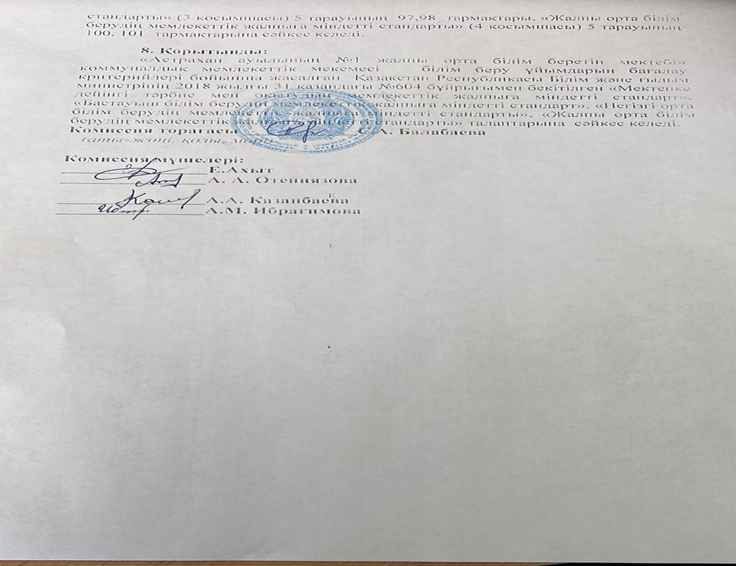 стандарты» (3 қосымшасы) 5 тарауының 97,98 тармақтары, «Жалпы орта білім
берудің мемлекеттік жалпыға міндетті стандарты» (4 қосымшасы) 5 тарауының
100, 101 тармақтарына сәйкес келеді.
8. Қорытынды:
«Астрахан ауылының №1 жалпы орта білім беретін мектебі»
коммуналдық мемлекеттік мекемесі білім беру ұйымдарын бағалау
критерийлері бойынша жасалған Қазақстан Республикасы Білім және ғылым
министрінің 2018 жылғы 31 қазандағы №604 бұйрығымен бекітілген «Мектепке
дейінгі тәрбие мен оқытудың мемлекеттік жалпыға міндетті стандарт»,
«Бастауыш білім берудің мемлекеттік жалпыға міндетті стандарт», «Негізгі орта
білім берудің мемлекеттік жалпыға міндетті стандарты», «Жалпы орта білім
берудің мемлекеттік жалпыға міндетті стандарты» талаптарына сәйкес келеді.
Комиссия төрағасы Балабаева
(аты-жөні, қолы, мөрі)
Комиссия мүшелері:
Е.Ахыт
А. А. Отениязова
А.А. Казанбаева
А.М. Ибрагимова